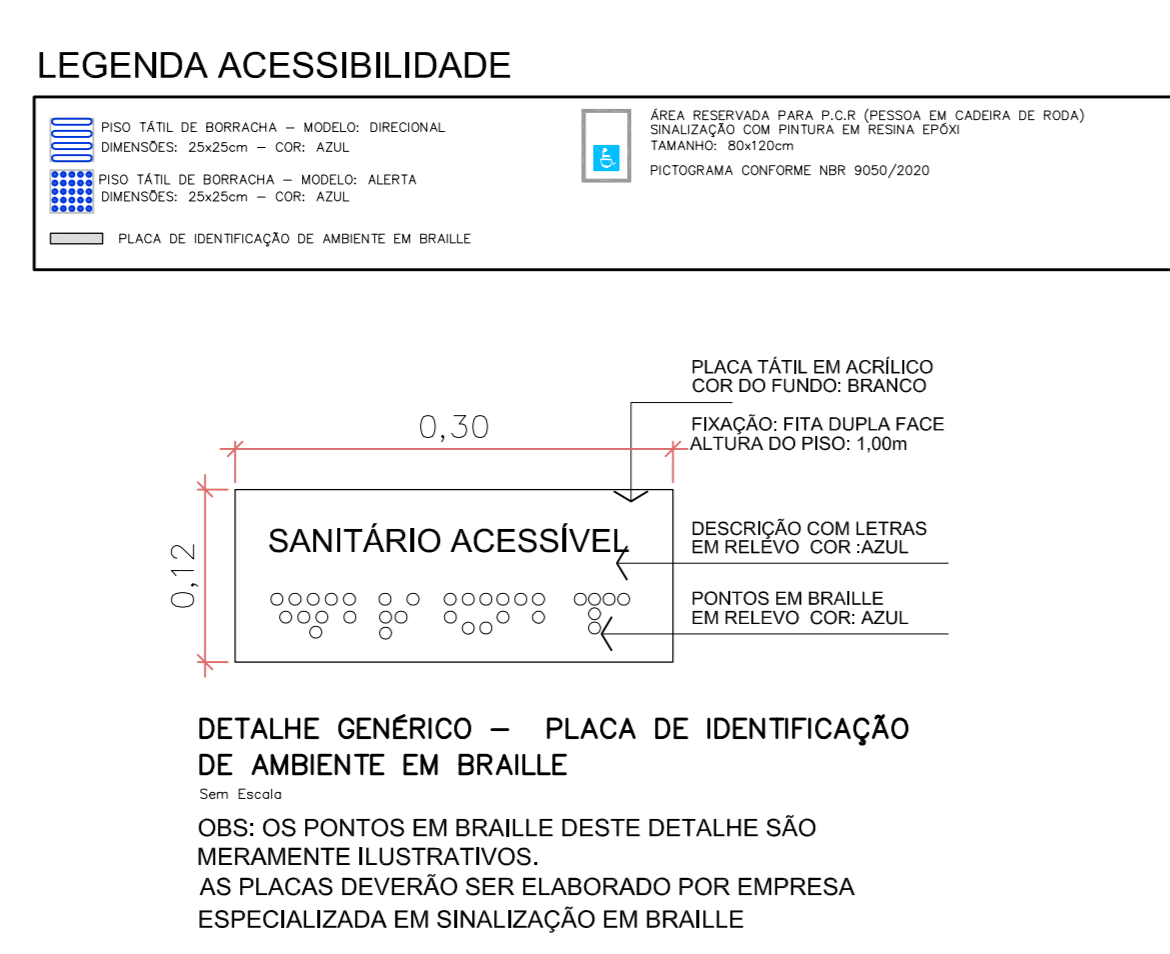 LEGENDA ACESSIBILIDADE
PISO TÁTIL DE BORRACHA – MODELO: DIRECIONAL
DIMENSÕES: 25x25cm – COR: AZUL
PISO TÁTIL DE BORRACHA – MODELO: ALERTA
DIMENSÕES: 25x25cm – COR: AZUL
PLACA DE IDENTIFICAÇÃO DE AMBIENTE EM BRAILLE
ÁREA RESERVADA PARA P.C.R (PESSOA EM CADEIRA DE RODA)
SINALIZAÇÃO COM PINTURA EM RESINA EPÓXI
TAMANHO: 80x120cm
PICTOGRAMA CONFORME NBR 9050/2020
PLACA TÁTIL EM ACRÍLICO
COR DO FUNDO: BRANCO
FIXAÇÃO: FITA DUPLA FACE
ALTURA DO PISO: 1,00m
0,30
0,12
SANITÁRIO ACESSÍVEL
DESCRIÇÃO COM LETRAS
EM RELEVO COR :AZUL
PONTOS EM BRAILLE
EM RELEVO COR: AZUL
DETALHE GENÉRICO – PLACA DE IDENTIFICAÇÃO
DE AMBIENTE EM BRAILLE
Sem Escala
OBS: OS PONTOS EM BRAILLE DESTE DETALHE SÃO
MERAMENTE ILUSTRATIVOS.
AS PLACAS DEVERÃO SER ELABORADO POR EMPRESA
ESPECIALIZADA EM SINALIZAÇÃO EM BRAILLE